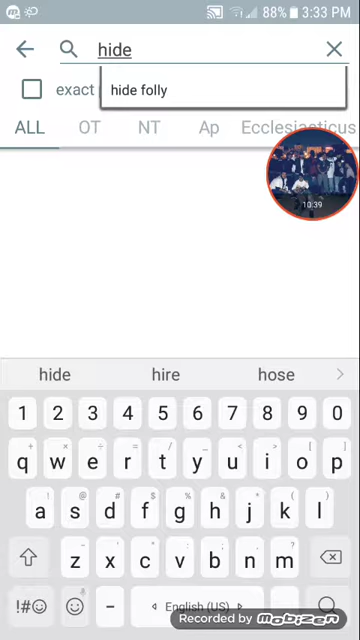 88% 3:33 PM
hide
exact
hide folly
ALL OT NT Ap Ecclesiasticus
10:39
hide hire hose
1 2 3 4 5 6 7 8 9 0
+ × ÷ = / _ < > [ ]
q w e r t y u i o p
! @ # $ % & * ( )
a s d f g h j k l
- ' " : ; , ?
z x c v b n m
!#☺ - English (US)
Recorded by MOBIZEN